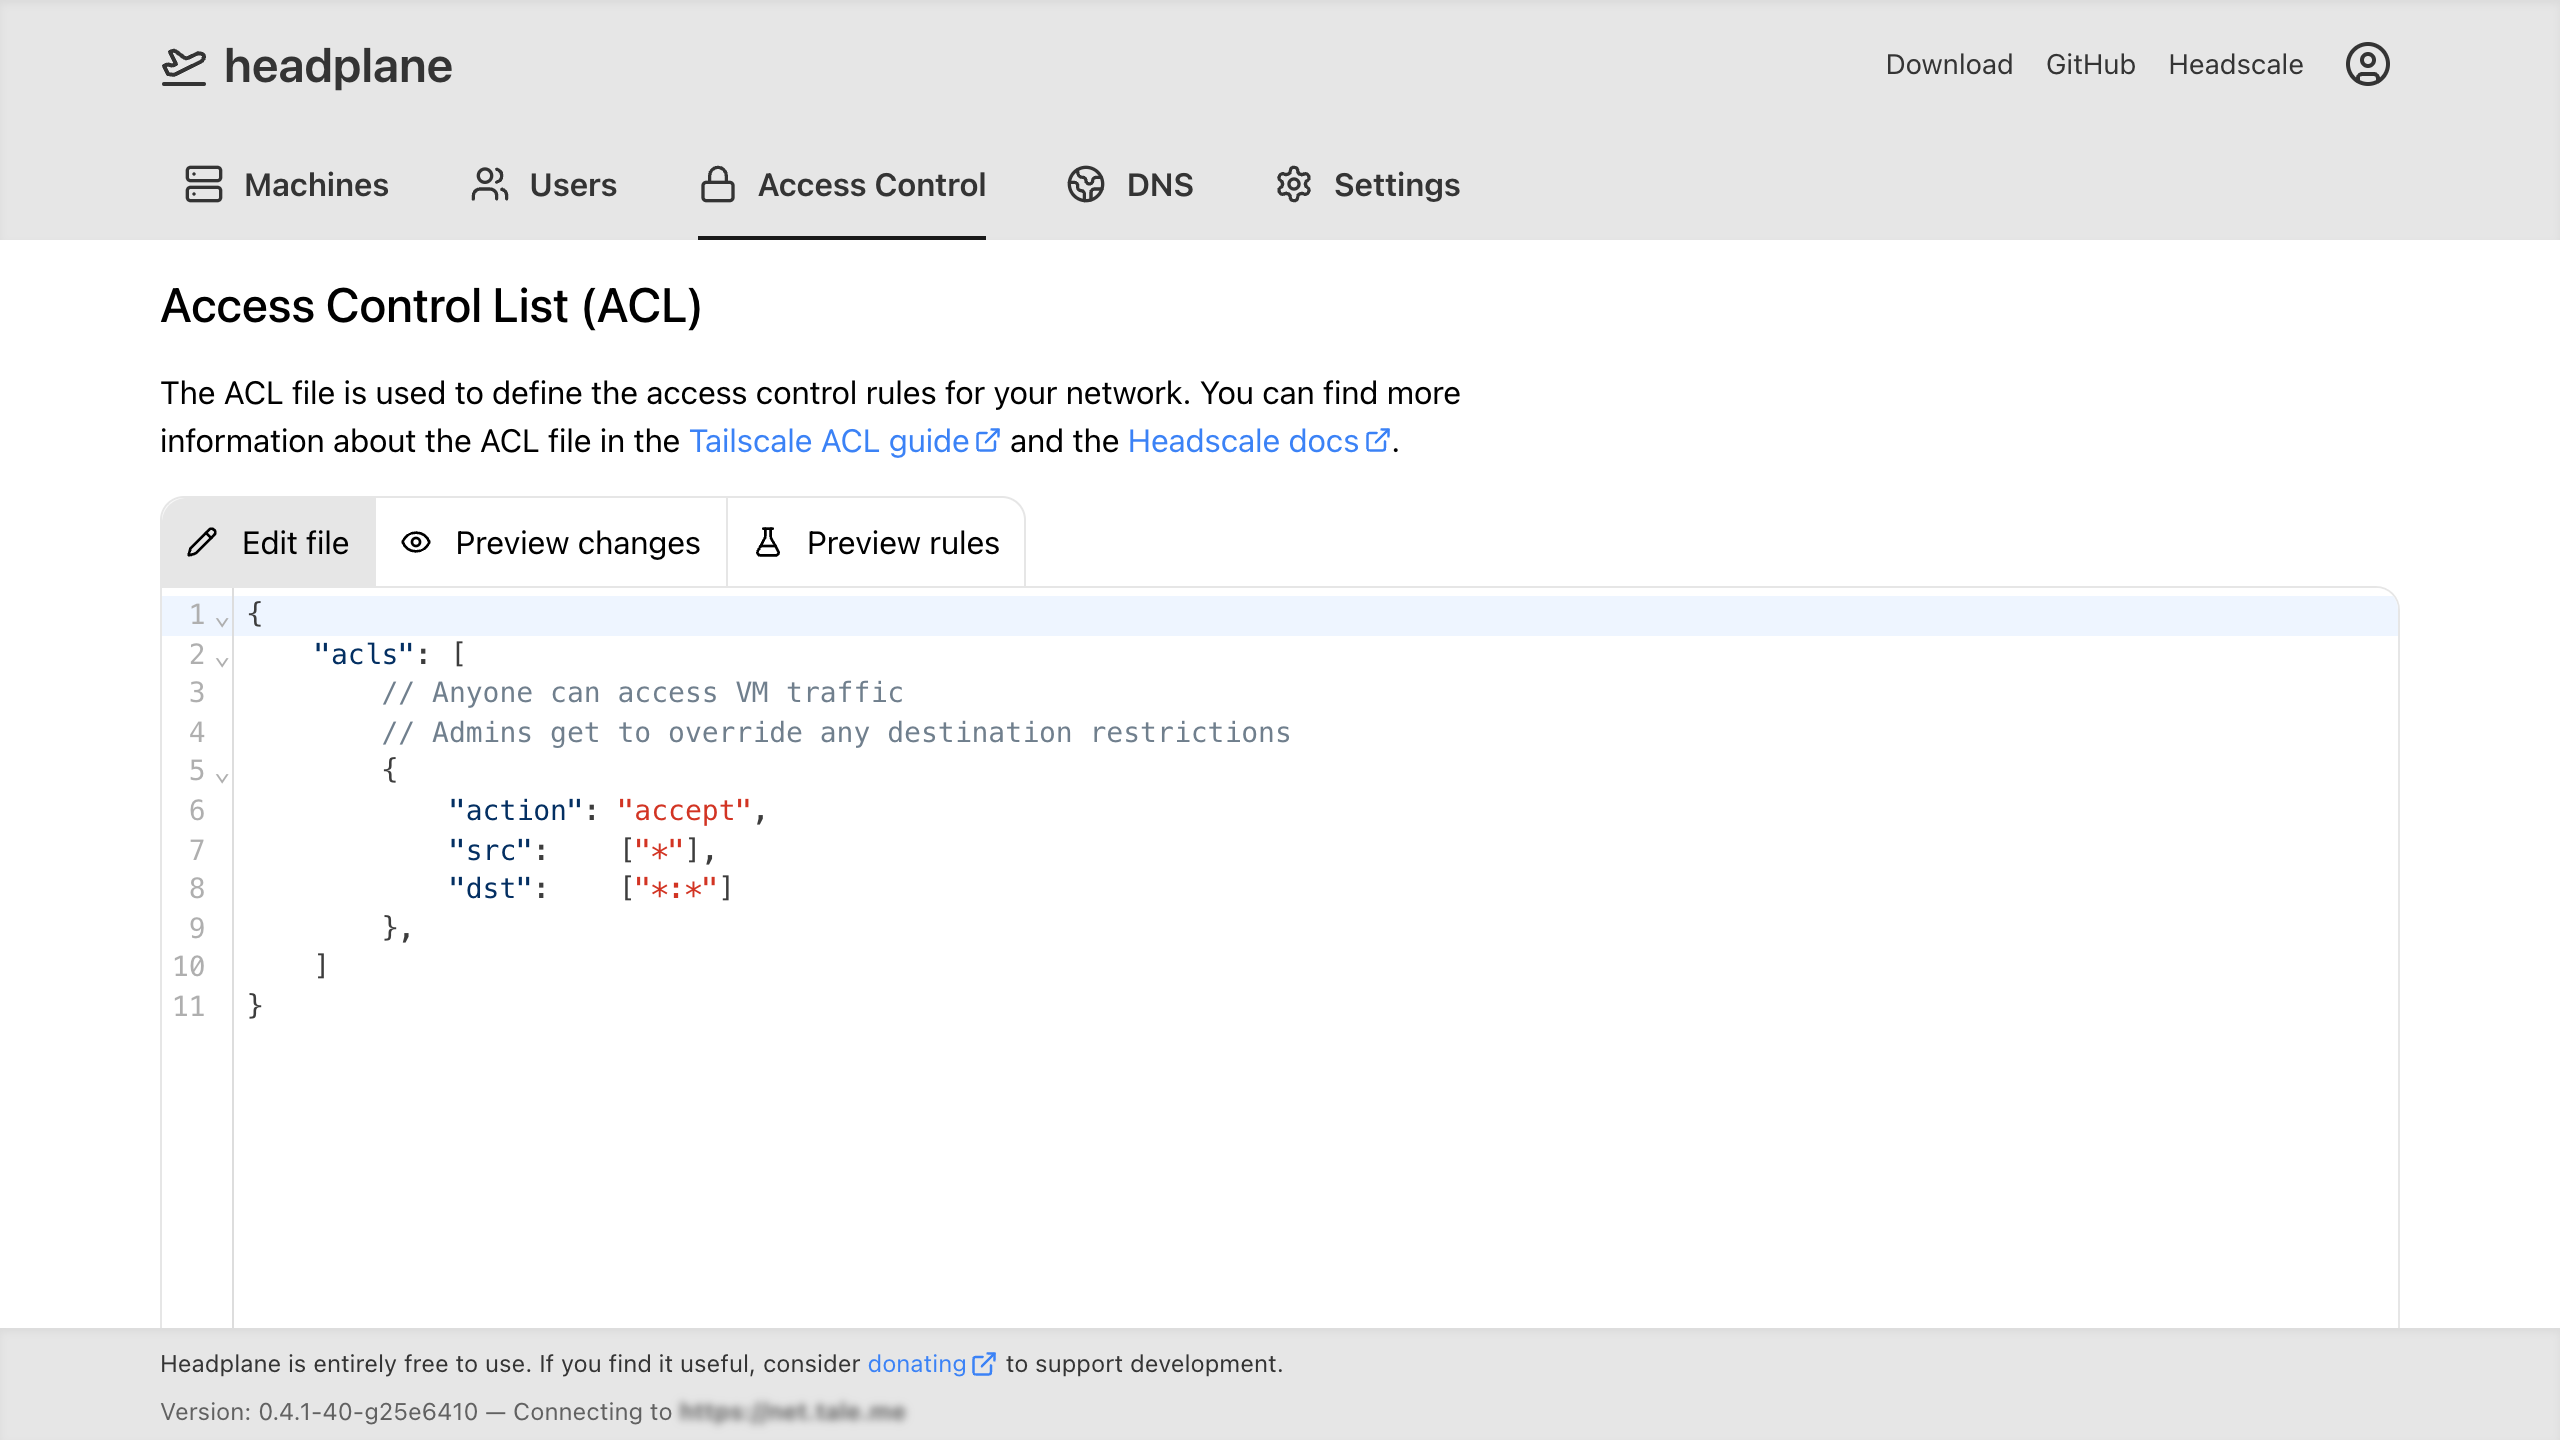 headplane
Download GitHub Headscale
Machines Users Access Control DNS Settings
Access Control List (ACL)
The ACL file is used to define the access control rules for your network. You can find more
information about the ACL file in the Tailscale ACL guide and the Headscale docs.
Edit file Preview changes Preview rules
1 {
2     "acls": [
3         // Anyone can access VM traffic
4         // Admins get to override any destination restrictions
5         {
6             "action": "accept",
7             "src":    ["*"],
8             "dst":    ["*:*"]
9         },
10     ]
11 }
Headplane is entirely free to use. If you find it useful, consider donating to support development.
Version: 0.4.1-40-g25e6410 — Connecting to